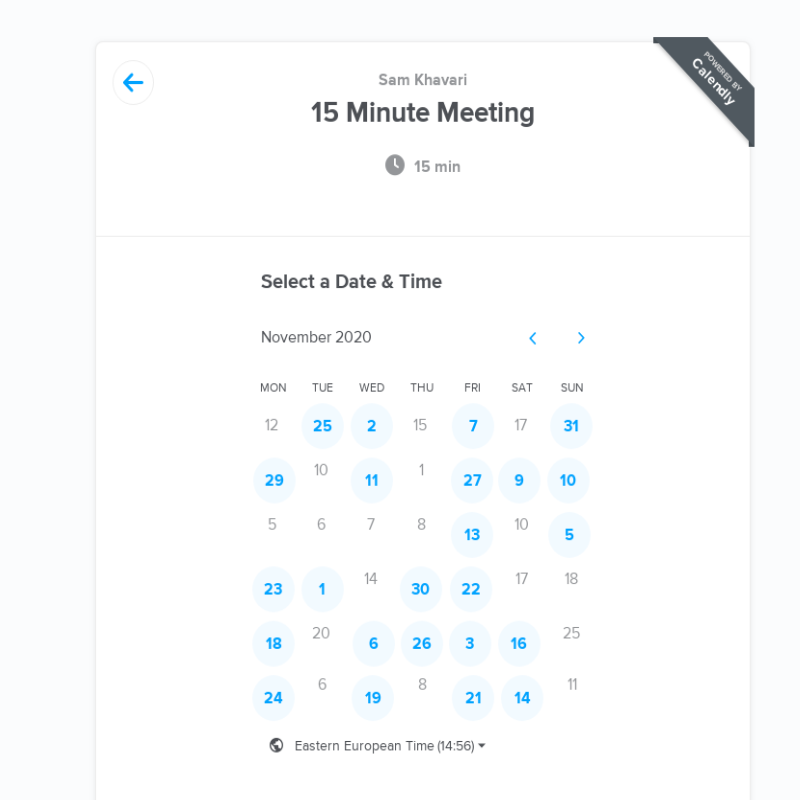 POWERED BY
Calendly
Sam Khavari
15 Minute Meeting
15 min
Select a Date & Time
November 2020
MON TUE WED THU FRI SAT SUN
12 25 2 15 7 17 31
29 10 11 1 27 9 10
5 6 7 8 13 10 5
23 1 14 30 22 17 18
18 20 6 26 3 16 25
24 6 19 8 21 14 11
Eastern European Time (14:56)